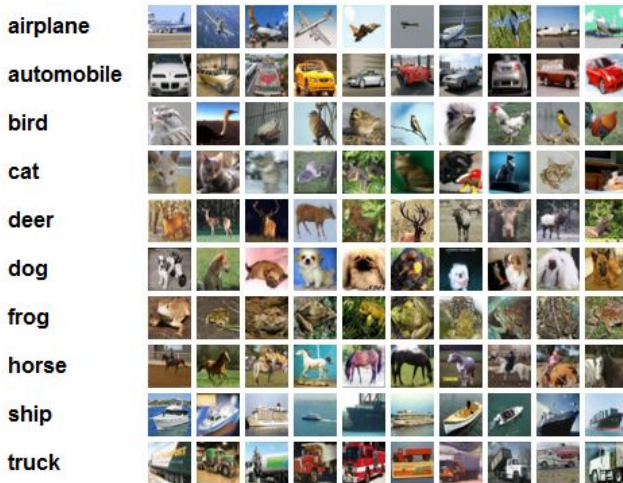 airplane
automobile
bird
cat
deer
dog
frog
horse
ship
truck